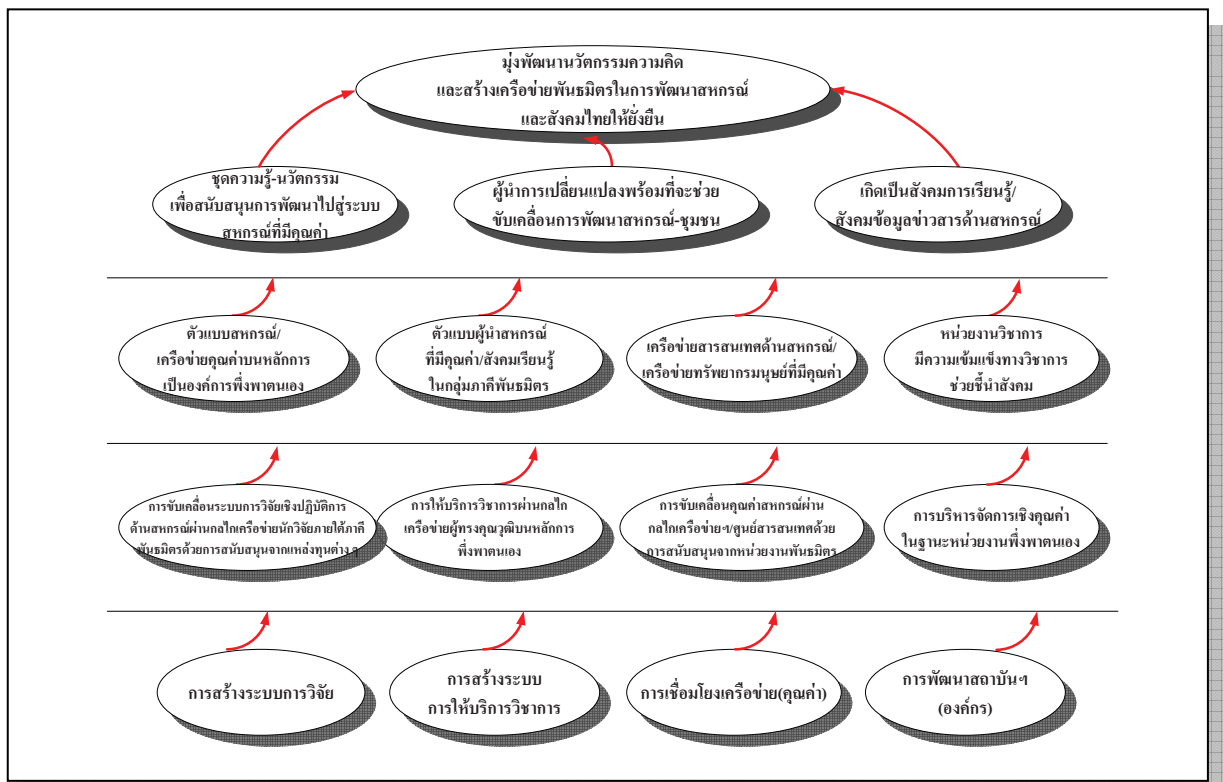 มุ่งพัฒนานวัตกรรมความคิด
และสร้างเครือข่ายพันธมิตรในการพัฒนาสหกรณ์
และสังคมไทยให้ยั่งยืน
ชุดความรู้-นวัตกรรม
เพื่อสนับสนุนการพัฒนาไปสู่ระบบ
สหกรณ์ที่มีคุณค่า
ผู้นำการเปลี่ยนแปลงพร้อมที่จะช่วย
ขับเคลื่อนการพัฒนาสหกรณ์-ชุมชน
เกิดเป็นสังคมการเรียนรู้/
สังคมข้อมูลข่าวสารด้านสหกรณ์
ตัวแบบสหกรณ์/
เครือข่ายคุณค่าบนหลักการ
เป็นองค์การพึ่งพาตนเอง
ตัวแบบผู้นำสหกรณ์
ที่มีคุณค่า/สังคมเรียนรู้
ในกลุ่มภาคีพันธมิตร
เครือข่ายสารสนเทศด้านสหกรณ์/
เครือข่ายทรัพยากรมนุษย์ที่มีคุณค่า
หน่วยงานวิชาการ
มีความเข้มแข็งทางวิชาการ
ช่วยชี้นำสังคม
การขับเคลื่อนระบบการวิจัยเชิงปฏิบัติการ
ด้านสหกรณ์ผ่านกลไกเครือข่ายนักวิจัยภายใต้ภาคี
พันธมิตรด้วยการสนับสนุนจากแหล่งทุนต่าง ๆ
การให้บริการวิชาการผ่านกลไก
เครือข่ายผู้ทรงคุณวุฒิบนหลักการ
พึ่งพาตนเอง
การขับเคลื่อนคุณค่าสหกรณ์ผ่าน
กลไกเครือข่ายฯ/ศูนย์สารสนเทศด้วย
การสนับสนุนจากหน่วยงานพันธมิตร
การบริหารจัดการเชิงคุณค่า
ในฐานะหน่วยงานพึ่งพาตนเอง
การสร้างระบบการวิจัย
การสร้างระบบ
การให้บริการวิชาการ
การเชื่อมโยงเครือข่าย(คุณค่า)
การพัฒนาสถาบันฯ
(องค์กร)